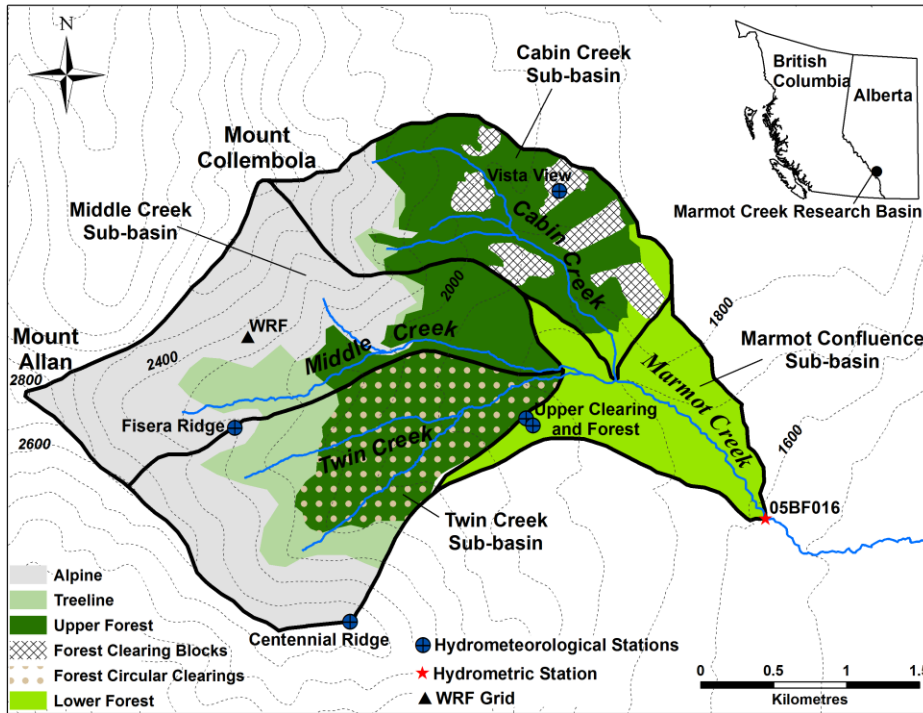 N
Cabin Creek
Sub-basin
British
Columbia
Alberta
Marmot Creek Research Basin
Mount
Collembola
Vista View
Middle Creek
Sub-basin
Cabin Creek
2000
1800
WRF
Mount
Allan
2400
Middle Creek
Marmot Confluence
Sub-basin
2800
2600
Marmot Creek
Fisera Ridge
Upper Clearing
and Forest
Twin Creek
1600
05BF016
Twin Creek
Sub-basin
Centennial Ridge
Alpine
Treeline
Upper Forest
Forest Clearing Blocks
Forest Circular Clearings
Lower Forest
Hydrometeorological Stations
Hydrometric Station
WRF Grid
0 0.5 1 1.5
Kilometres